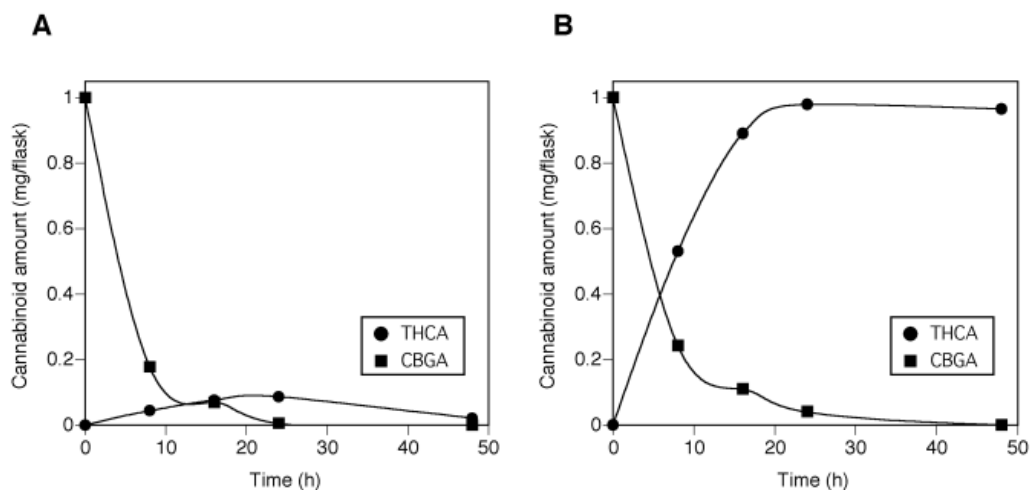 A
B
Cannabinoid amount (mg/flask)
1
0.8
0.6
0.4
0.2
0
THCA
CBGA
0 10 20 30 40 50
Time (h)
Cannabinoid amount (mg/flask)
1
0.8
0.6
0.4
0.2
0
THCA
CBGA
0 10 20 30 40 50
Time (h)